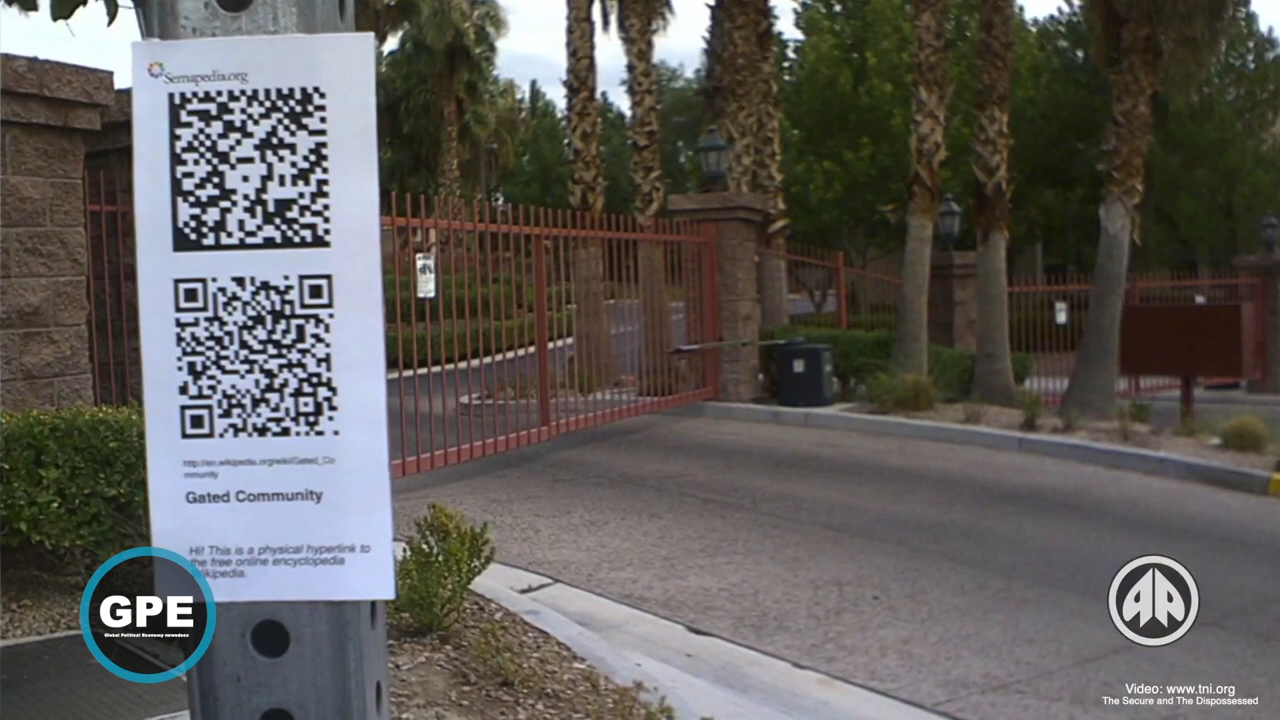 Semapedia.org
http://en.wikipedia.org/wiki/Gated_Co
mmunity
Gated Community
Hi! This is a physical hyperlink to
the free online encyclopedia
Wikipedia.
GPE
Global Political Economy newsdocs
Video: www.tni.org
The Secure and The Dispossessed